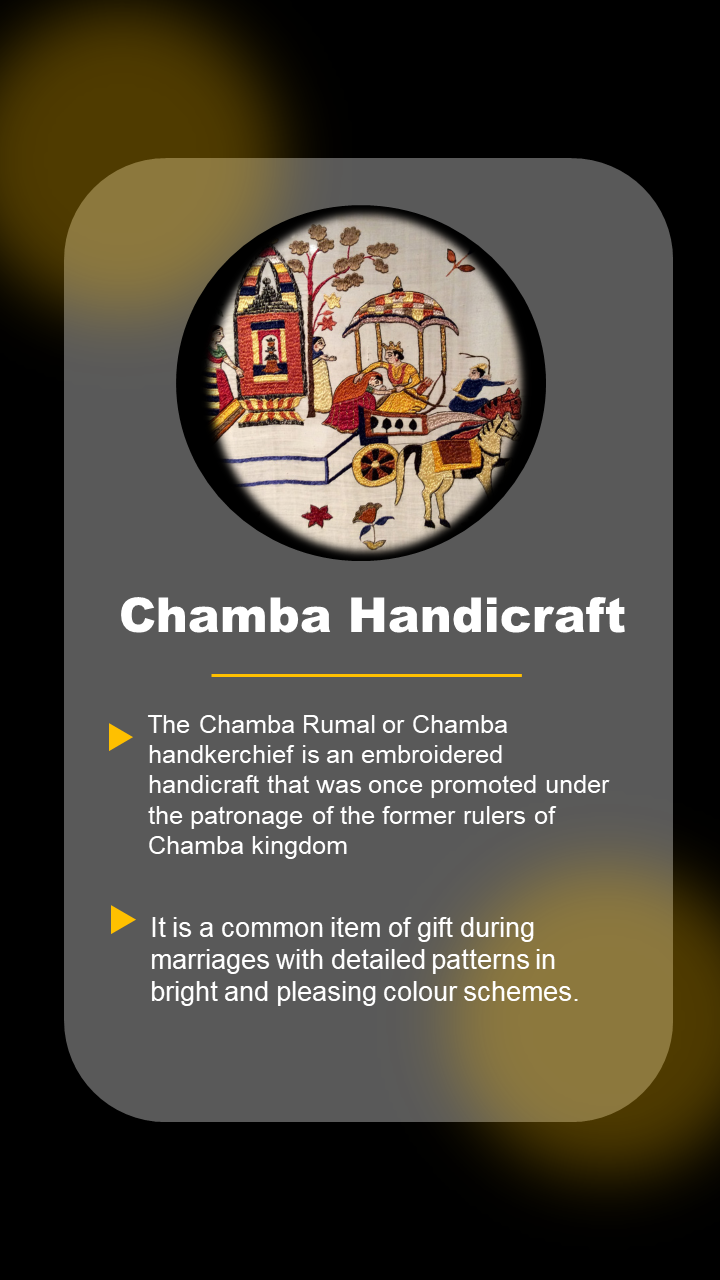 Chamba Handicraft
The Chamba Rumal or Chamba
handkerchief is an embroidered
handicraft that was once promoted under
the patronage of the former rulers of
Chamba kingdom
It is a common item of gift during
marriages with detailed patterns in
bright and pleasing colour schemes.